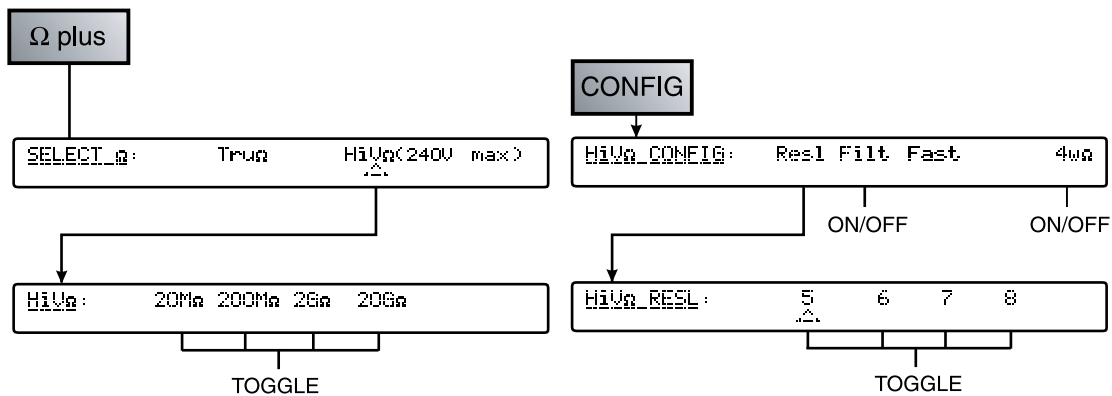 Ω plus
SELECT Ω: TruΩ HiVΩ(240V max)
HiVΩ: 20MΩ 200MΩ 2GΩ 20GΩ
TOGGLE
CONFIG
HiVΩ CONFIG: Resl Filt Fast 4wΩ
ON/OFF ON/OFF
HiVΩ RESL: 5 6 7 8
TOGGLE